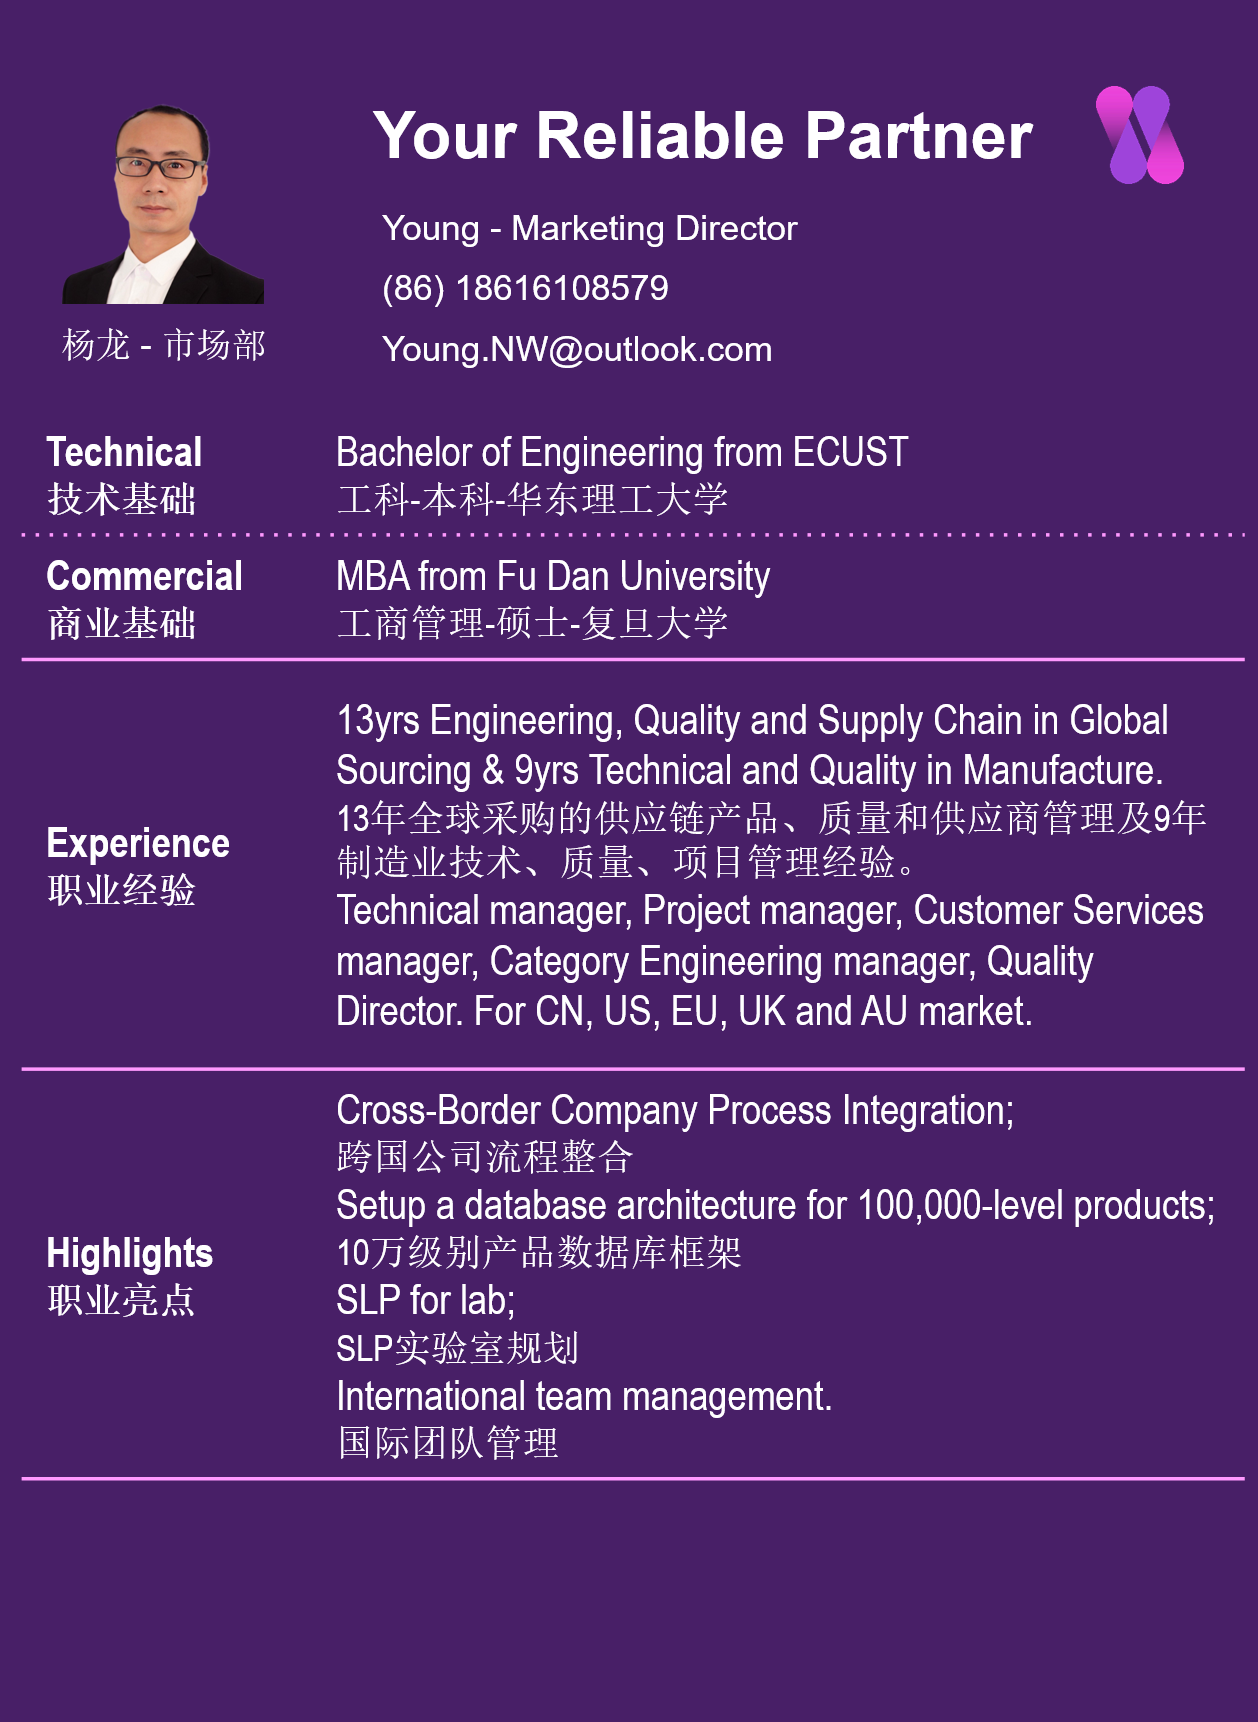 Your Reliable Partner
Young - Marketing Director
(86) 18616108579
Young.NW@outlook.com
杨龙 - 市场部
Technical
技术基础
Bachelor of Engineering from ECUST
工科-本科-华东理工大学
Commercial
商业基础
MBA from Fu Dan University
工商管理-硕士-复旦大学
Experience
职业经验
13yrs Engineering, Quality and Supply Chain in Global
Sourcing & 9yrs Technical and Quality in Manufacture.
13年全球采购的供应链产品、质量和供应商管理及9年
制造业技术、质量、项目管理经验。
Technical manager, Project manager, Customer Services
manager, Category Engineering manager, Quality
Director. For CN, US, EU, UK and AU market.
Highlights
职业亮点
Cross-Border Company Process Integration;
跨国公司流程整合
Setup a database architecture for 100,000-level products;
10万级别产品数据库框架
SLP for lab;
SLP实验室规划
International team management.
国际团队管理